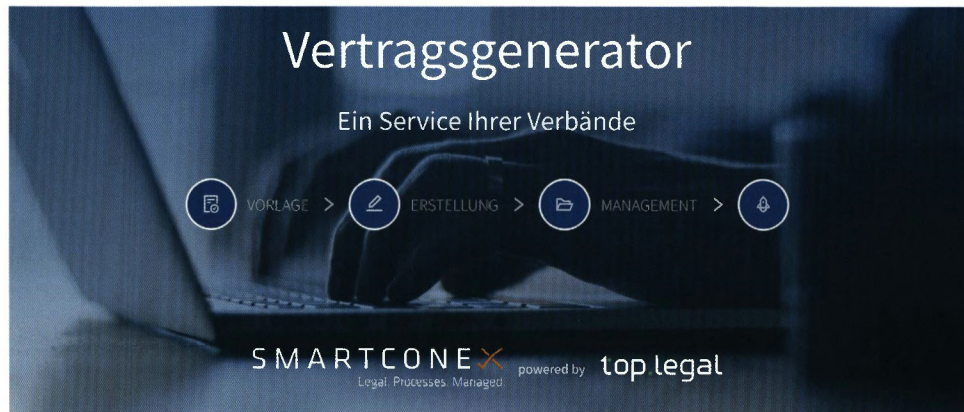 Vertragsgenerator
Ein Service Ihrer Verbände
VORLAGE > ERSTELLUNG > MANAGEMENT >
SMARTCONEX powered by top.legal
Legal. Processes. Managed.